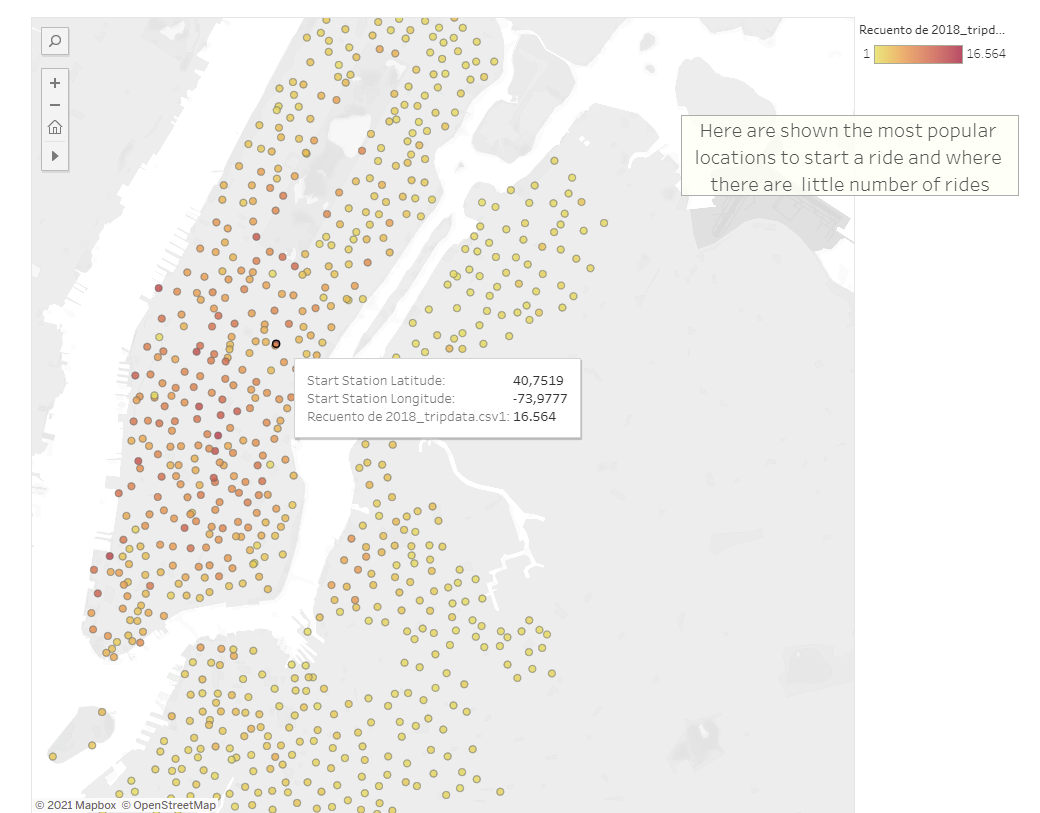 Recuento de 2018_tripd...
1 16.564
Here are shown the most popular
locations to start a ride and where
there are little number of rides
Start Station Latitude: 40,7519
Start Station Longitude: -73,9777
Recuento de 2018_tripdata.csv1: 16.564
© 2021 Mapbox © OpenStreetMap